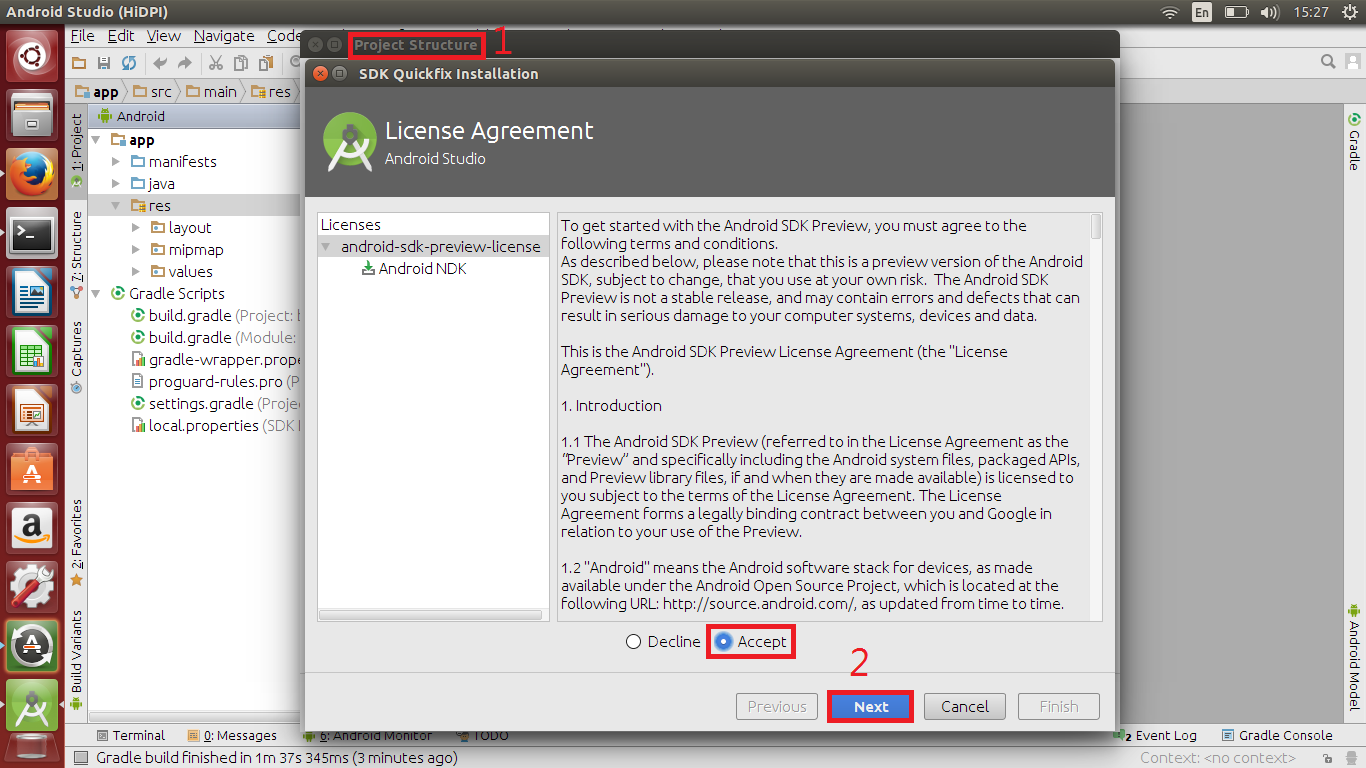 Android Studio (HiDPI)
En
15:27
File Edit View Navigate Code
Project Structure
1
SDK Quickfix Installation
app
src
main
res
License Agreement
Android Studio
1: Project
7: Structure
Captures
2: Favorites
Build Variants
Android
app
manifests
java
res
layout
mipmap
values
Gradle Scripts
build.gradle (Project: b
build.gradle (Module:
gradle-wrapper.prope
proguard-rules.pro (P
settings.gradle (Projec
local.properties (SDK
Licenses
android-sdk-preview-license
Android NDK
To get started with the Android SDK Preview, you must agree to the
following terms and conditions.
As described below, please note that this is a preview version of the Android
SDK, subject to change, that you use at your own risk.  The Android SDK
Preview is not a stable release, and may contain errors and defects that can
result in serious damage to your computer systems, devices and data.
This is the Android SDK Preview License Agreement (the "License
Agreement").
1. Introduction
1.1 The Android SDK Preview (referred to in the License Agreement as the
“Preview” and specifically including the Android system files, packaged APIs,
and Preview library files, if and when they are made available) is licensed to
you subject to the terms of the License Agreement. The License
Agreement forms a legally binding contract between you and Google in
relation to your use of the Preview.
1.2 "Android" means the Android software stack for devices, as made
available under the Android Open Source Project, which is located at the
following URL: http://source.android.com/, as updated from time to time.
Decline
Accept
2
Previous
Next
Cancel
Finish
Gradle
Android Model
Terminal
0: Messages
6: Android Monitor
TODO
2 Event Log
Gradle Console
Gradle build finished in 1m 37s 345ms (3 minutes ago)
Context: <no context>